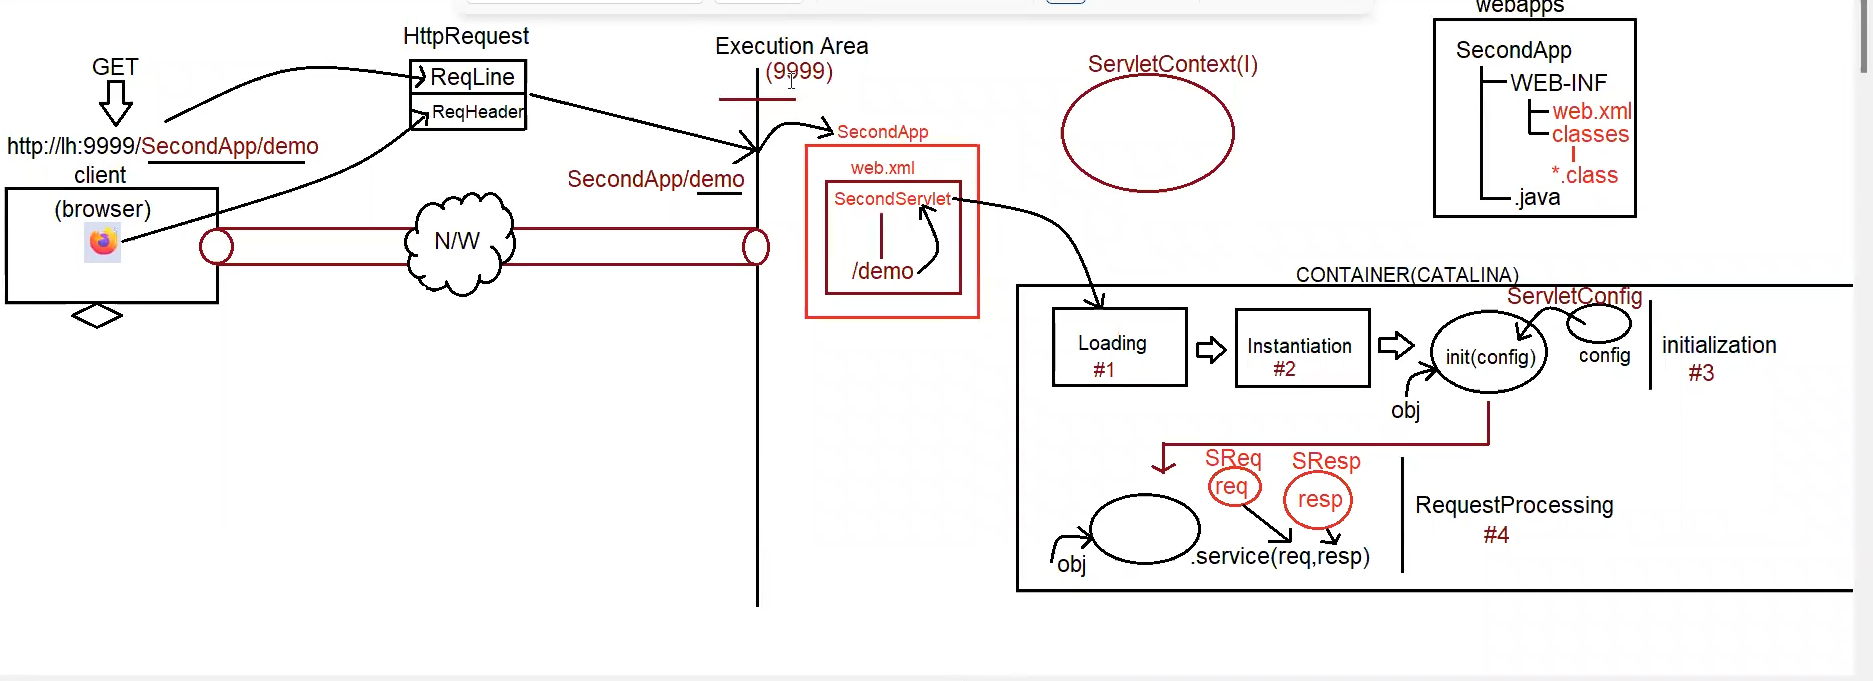 webapps
HttpRequest
Execution Area
(9999)
GET
ReqLine
ReqHeader
ServletContext(I)
SecondApp
WEB-INF
web.xml
classes
*.class
.java
http://lh:9999/SecondApp/demo
client
(browser)
SecondApp/demo
N/W
SecondApp
web.xml
SecondServlet
/demo
CONTAINER(CATALINA)
Loading
#1
Instantiation
#2
init(config)
obj
ServletConfig
config
initialization
#3
SReq
req
SResp
resp
obj
.service(req,resp)
RequestProcessing
#4